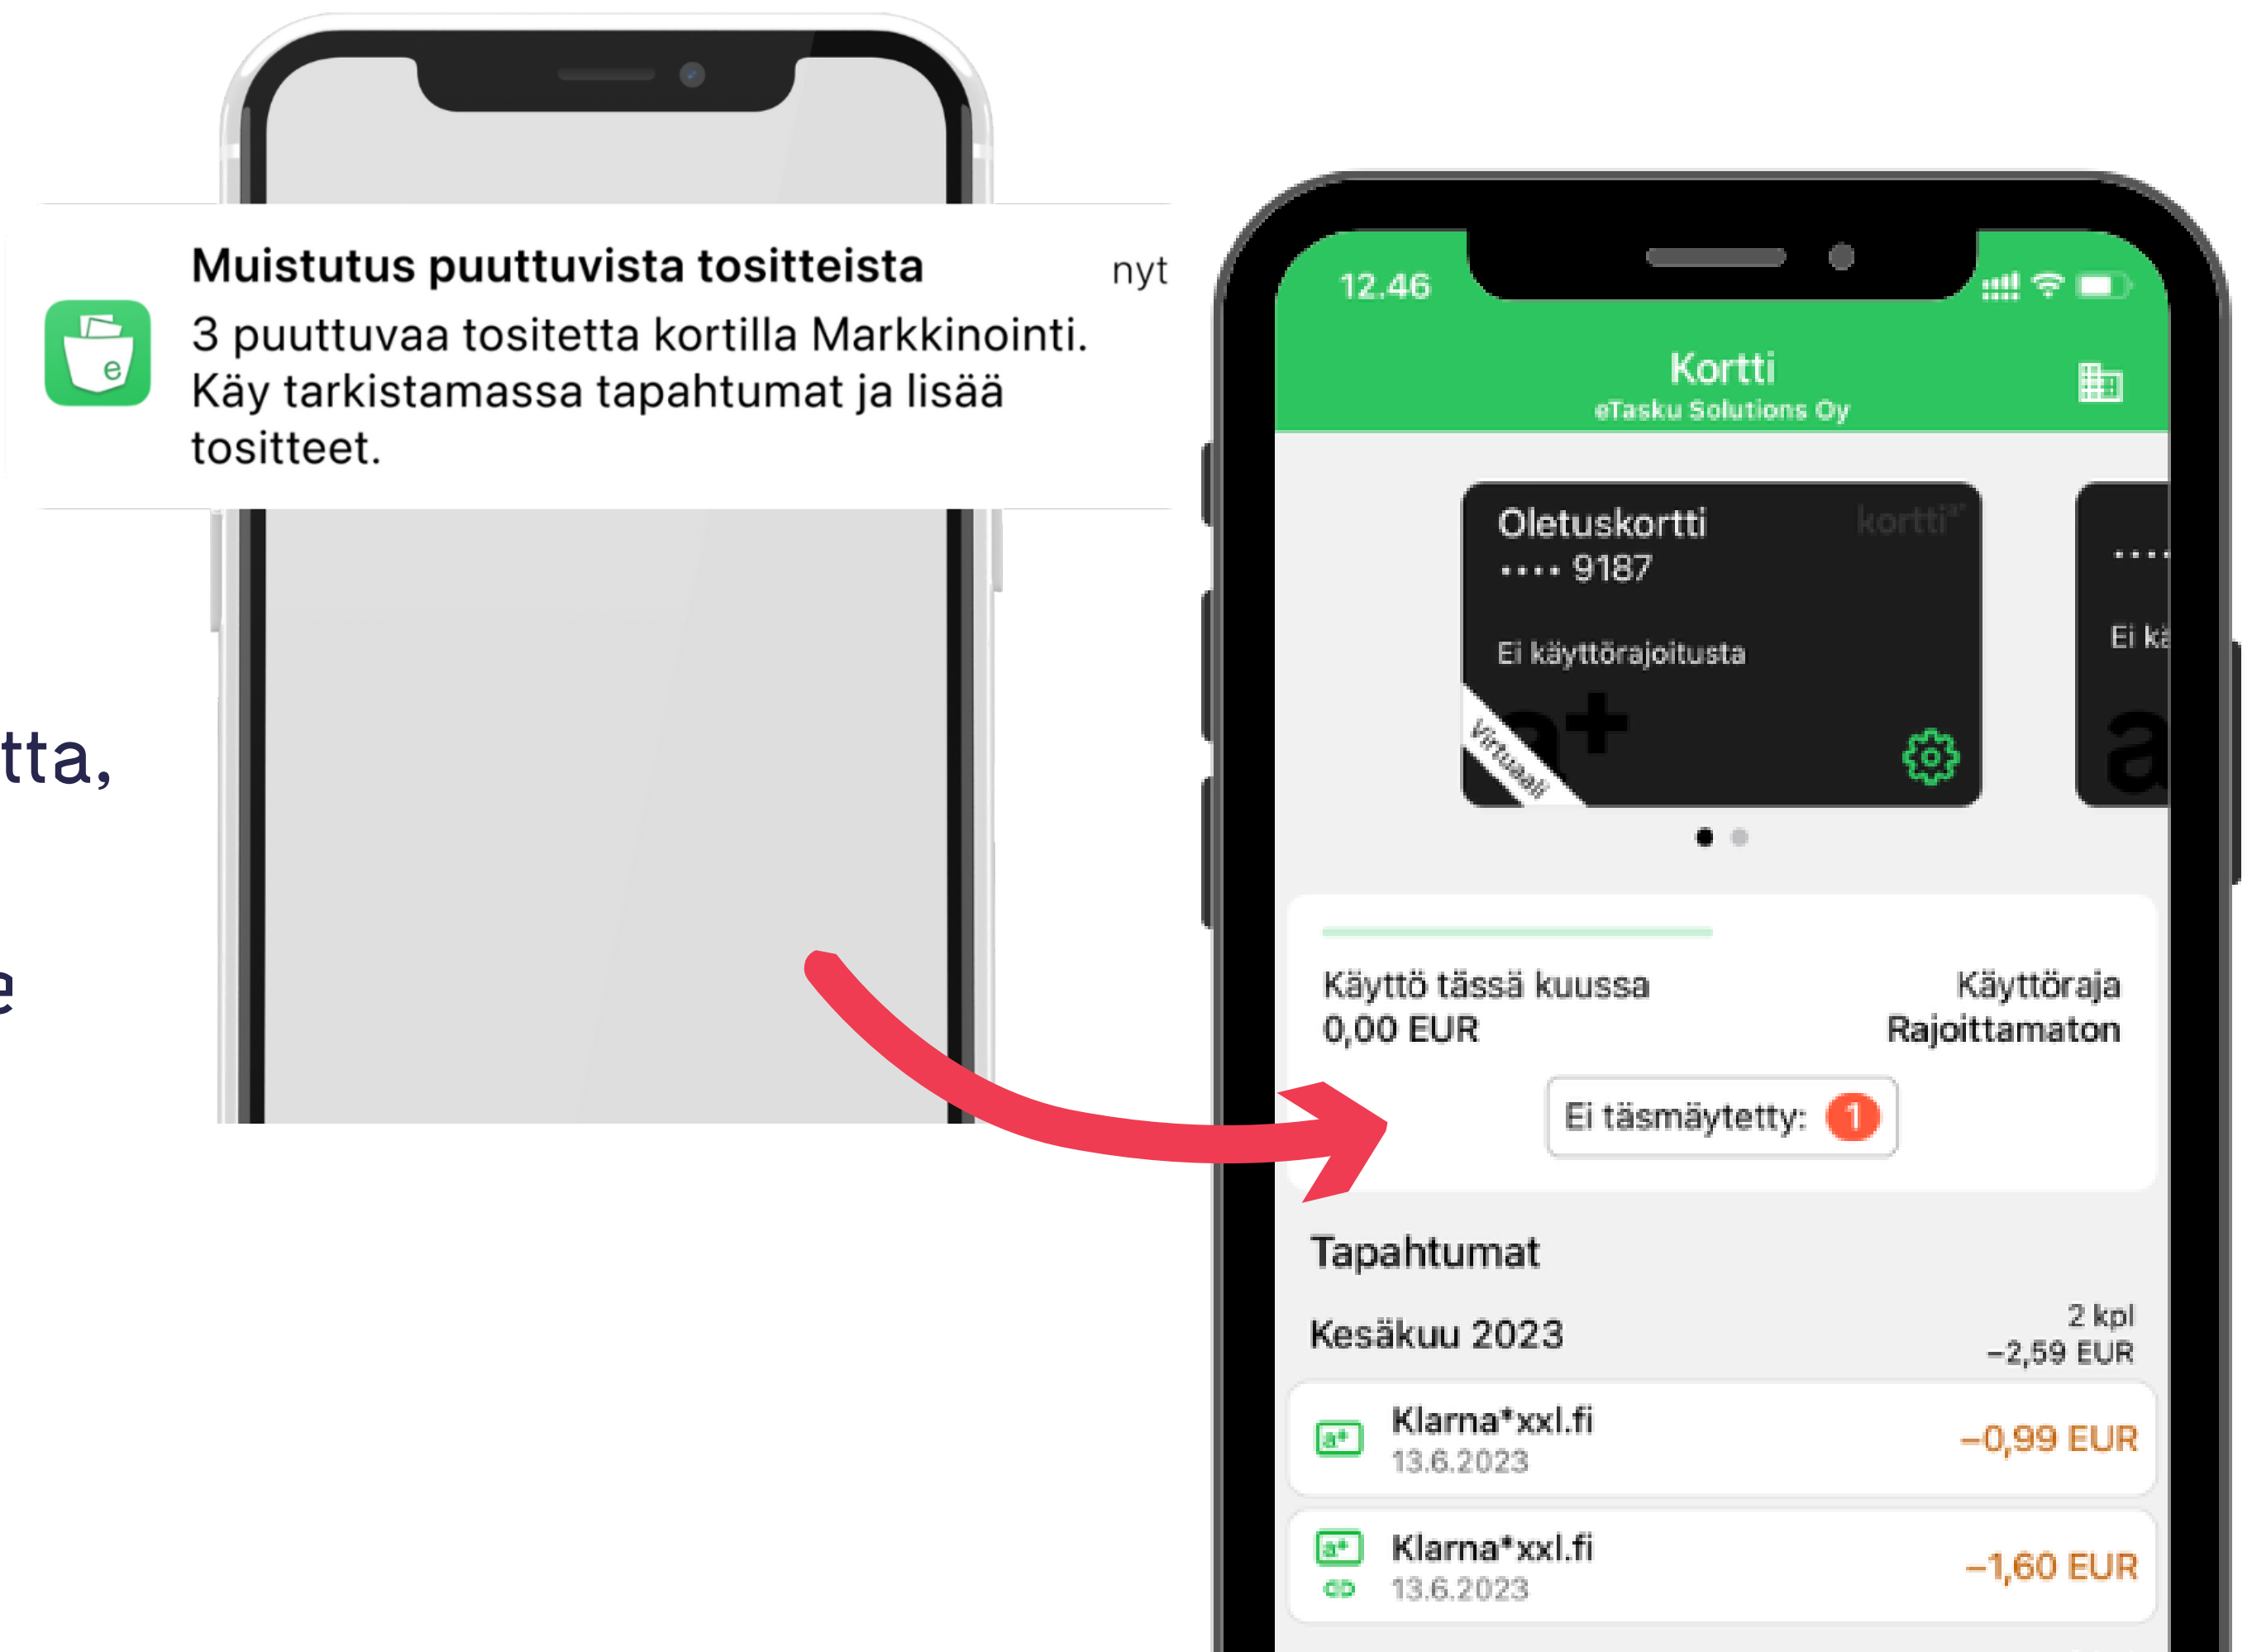 Muistutus puuttuvista tositteista
nyt
3 puuttuvaa tositetta kortilla Markkinointi.
Käy tarkistamassa tapahtumat ja lisää
tositteet.
e
tta,
e
12.46
Kortti
eTasku Solutions Oy
Oletuskortti
kortti
•••• 9187
Ei käyttörajoitusta
a+
Virtuaali
••••
Ei kä
a
Käyttö tässä kuussa
Käyttöraja
0,00 EUR
Rajoittamaton
Ei täsmäytetty: 1
Tapahtumat
Kesäkuu 2023
2 kpl
−2,59 EUR
Klarna*xxl.fi
−0,99 EUR
13.6.2023
Klarna*xxl.fi
−1,60 EUR
13.6.2023